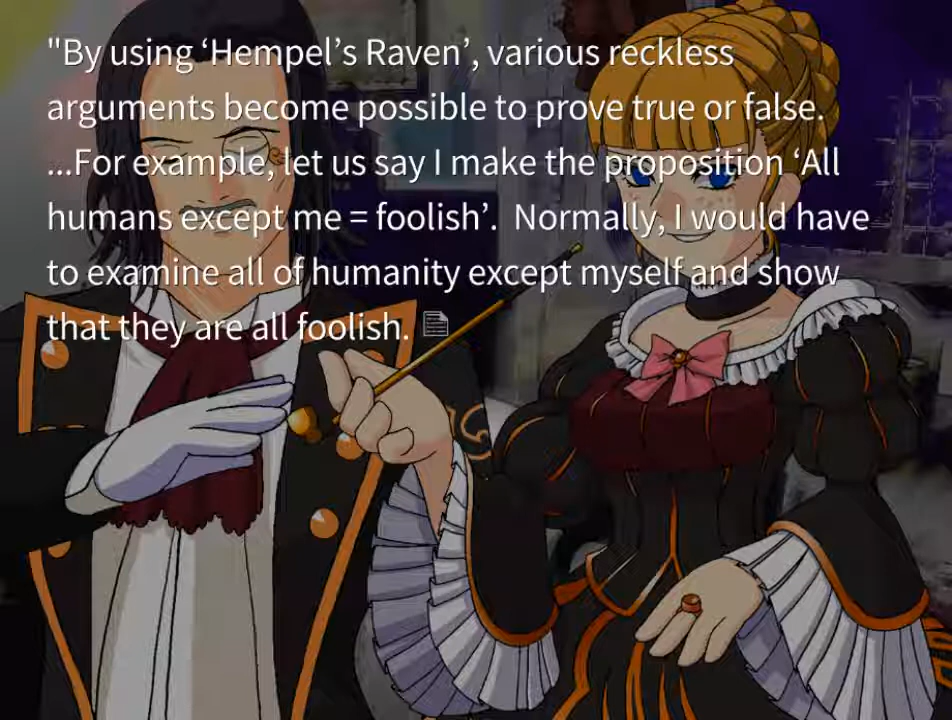 "By using ‘Hempel’s Raven’, various reckless
arguments become possible to prove true or false.
...For example, let us say I make the proposition ‘All
humans except me = foolish’.  Normally, I would have
to examine all of humanity except myself and show
that they are all foolish.